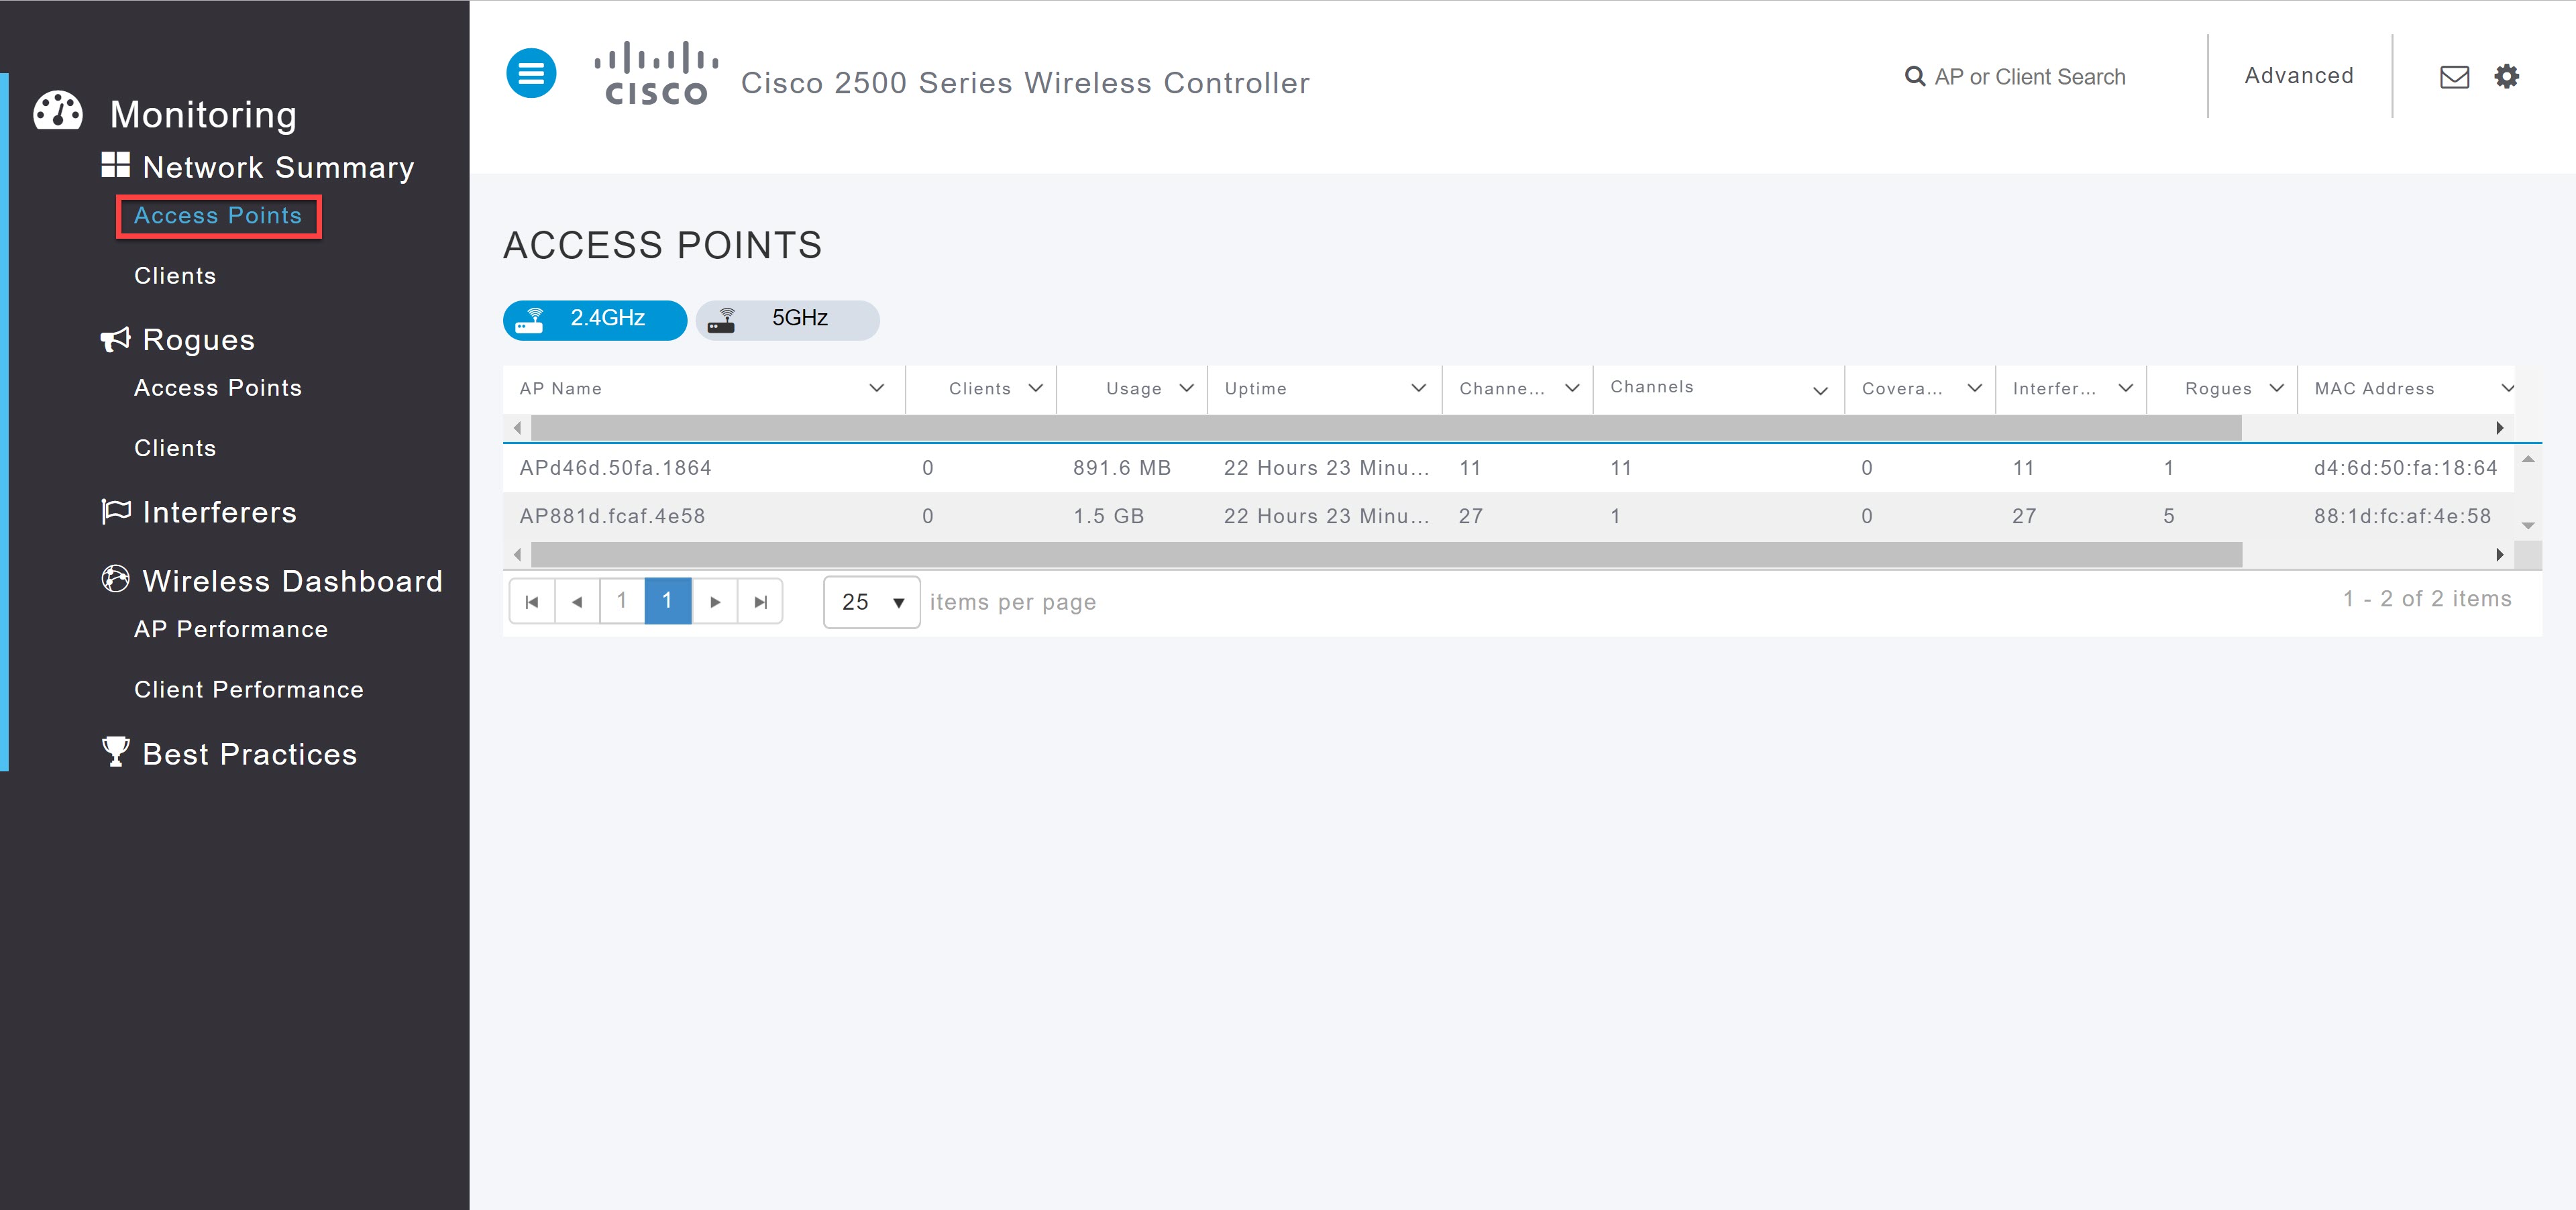 Monitoring
Network Summary
Access Points
Clients
Rogues
Access Points
Clients
Interferers
Wireless Dashboard
AP Performance
Client Performance
Best Practices
CISCO
Cisco 2500 Series Wireless Controller
AP or Client Search
Advanced
ACCESS POINTS
2.4GHz 5GHz
AP Name Clients Usage Uptime Channe... Channels Covera... Interfer... Rogues MAC Address
APd46d.50fa.1864 0 891.6 MB 22 Hours 23 Minu... 11 11 0 11 1 d4:6d:50:fa:18:64
AP881d.fcaf.4e58 0 1.5 GB 22 Hours 23 Minu... 27 1 0 27 5 88:1d:fc:af:4e:58
1 1 25 items per page 1 - 2 of 2 items